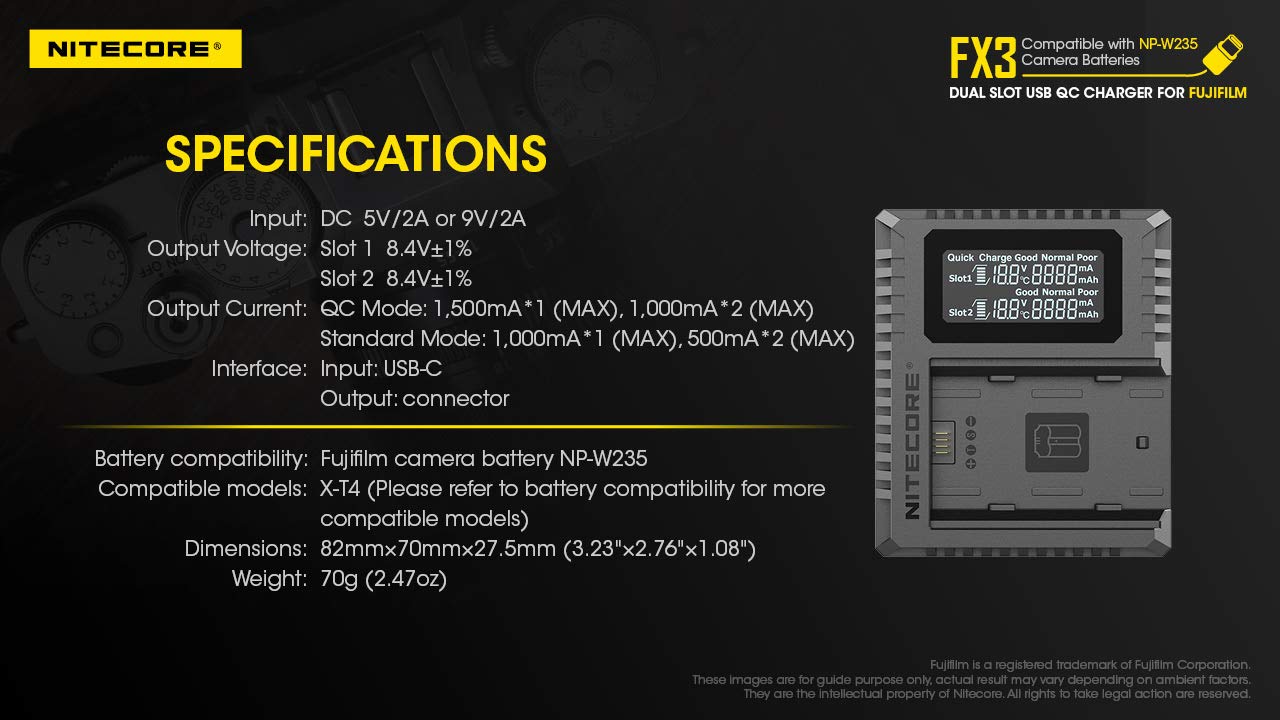 NITECORE®
FX3
Compatible with NP-W235
Camera Batteries
DUAL SLOT USB QC CHARGER FOR FUJIFILM
SPECIFICATIONS
Input: DC 5V/2A or 9V/2A
Output Voltage: Slot 1 8.4V±1%
Slot 2 8.4V±1%
Output Current: QC Mode: 1,500mA*1 (MAX), 1,000mA*2 (MAX)
Standard Mode: 1,000mA*1 (MAX), 500mA*2 (MAX)
Interface: Input: USB-C
Output: connector
Battery compatibility: Fujifilm camera battery NP-W235
Compatible models: X-T4 (Please refer to battery compatibility for more
compatible models)
Dimensions: 82mm×70mm×27.5mm (3.23"×2.76"×1.08")
Weight: 70g (2.47oz)
Quick Charge Good Normal Poor
Slot1 18.8V°C 8888mA mAh
Good Normal Poor
Slot2 18.8V°C 8888mA mAh
NITECORE®
Fujifilm is a registered trademark of Fujifilm Corporation.
These images are for guide purpose only, actual result may vary depending on ambient factors.
They are the intellectual property of Nitecore. All rights to take legal action are reserved.